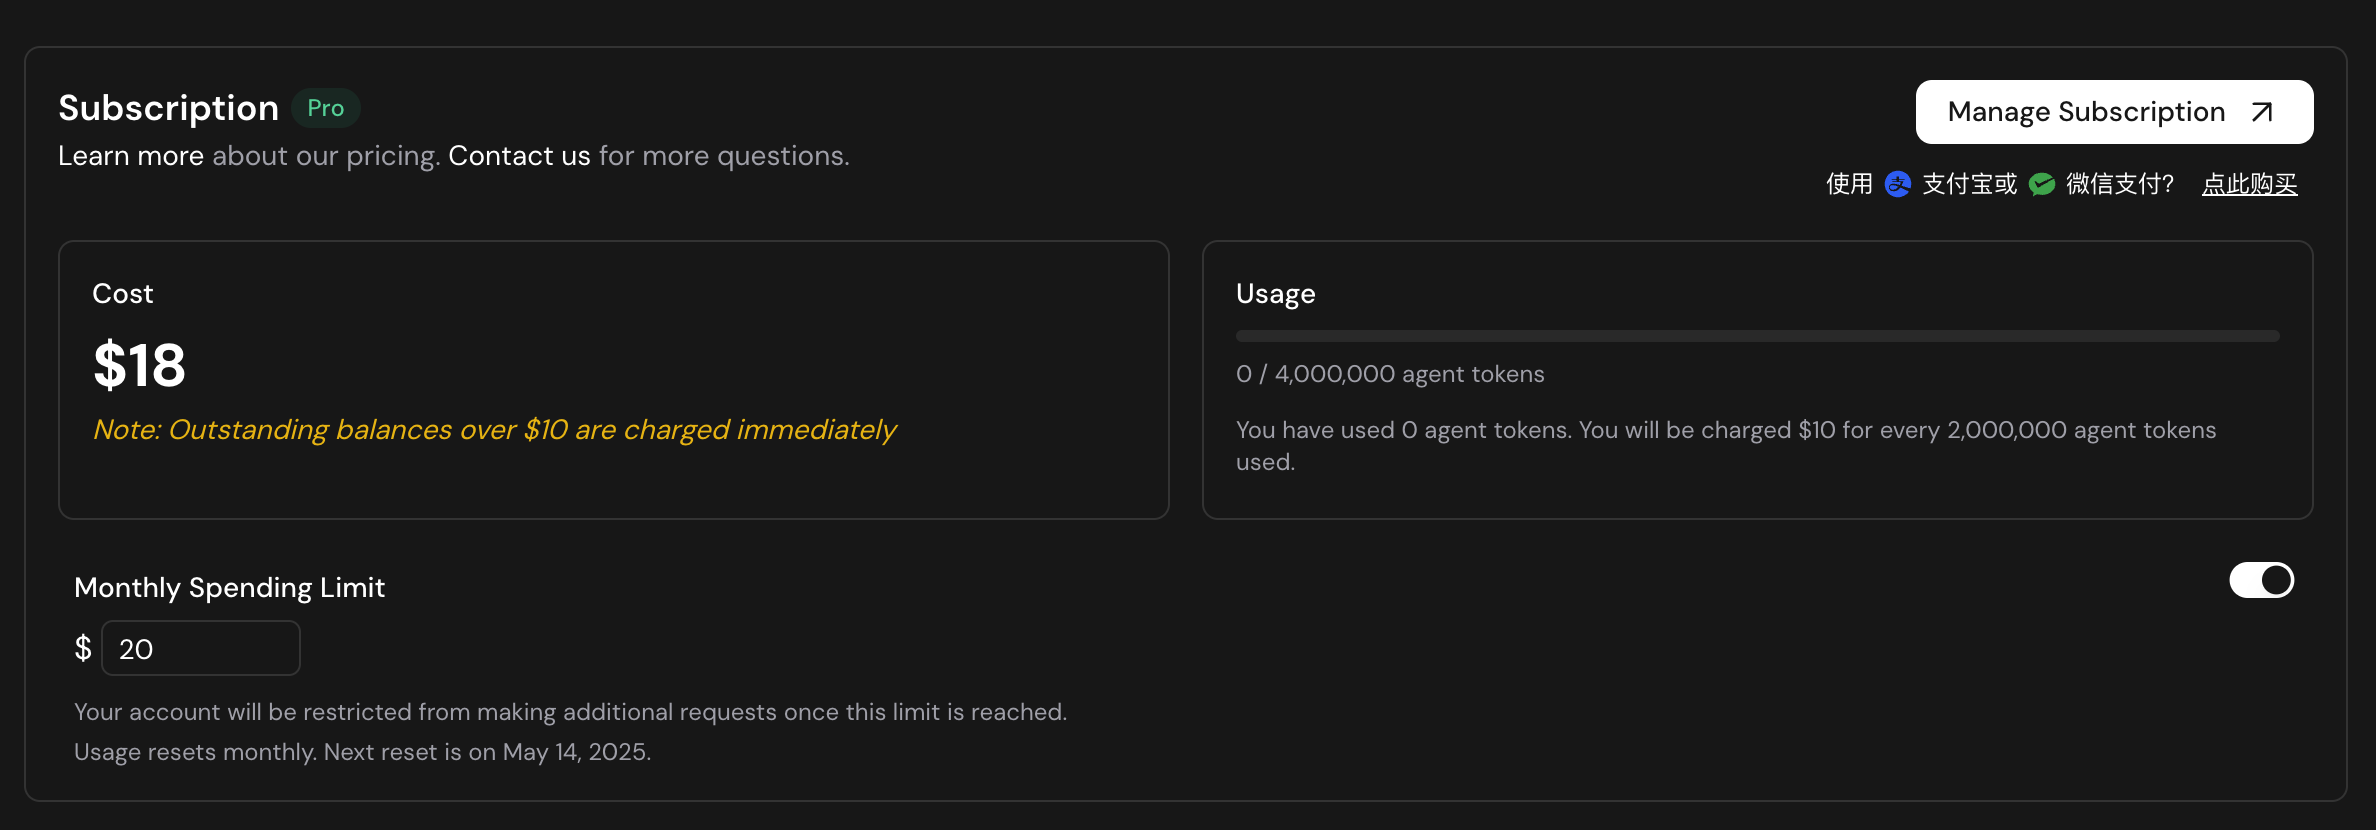 Subscription Pro
Learn more about our pricing. Contact us for more questions.
Manage Subscription
使用 支付宝或 微信支付? 点此购买
Cost
$18
Note: Outstanding balances over $10 are charged immediately
Usage
0 / 4,000,000 agent tokens
You have used 0 agent tokens. You will be charged $10 for every 2,000,000 agent tokens
used.
Monthly Spending Limit
$ 20
Your account will be restricted from making additional requests once this limit is reached.
Usage resets monthly. Next reset is on May 14, 2025.